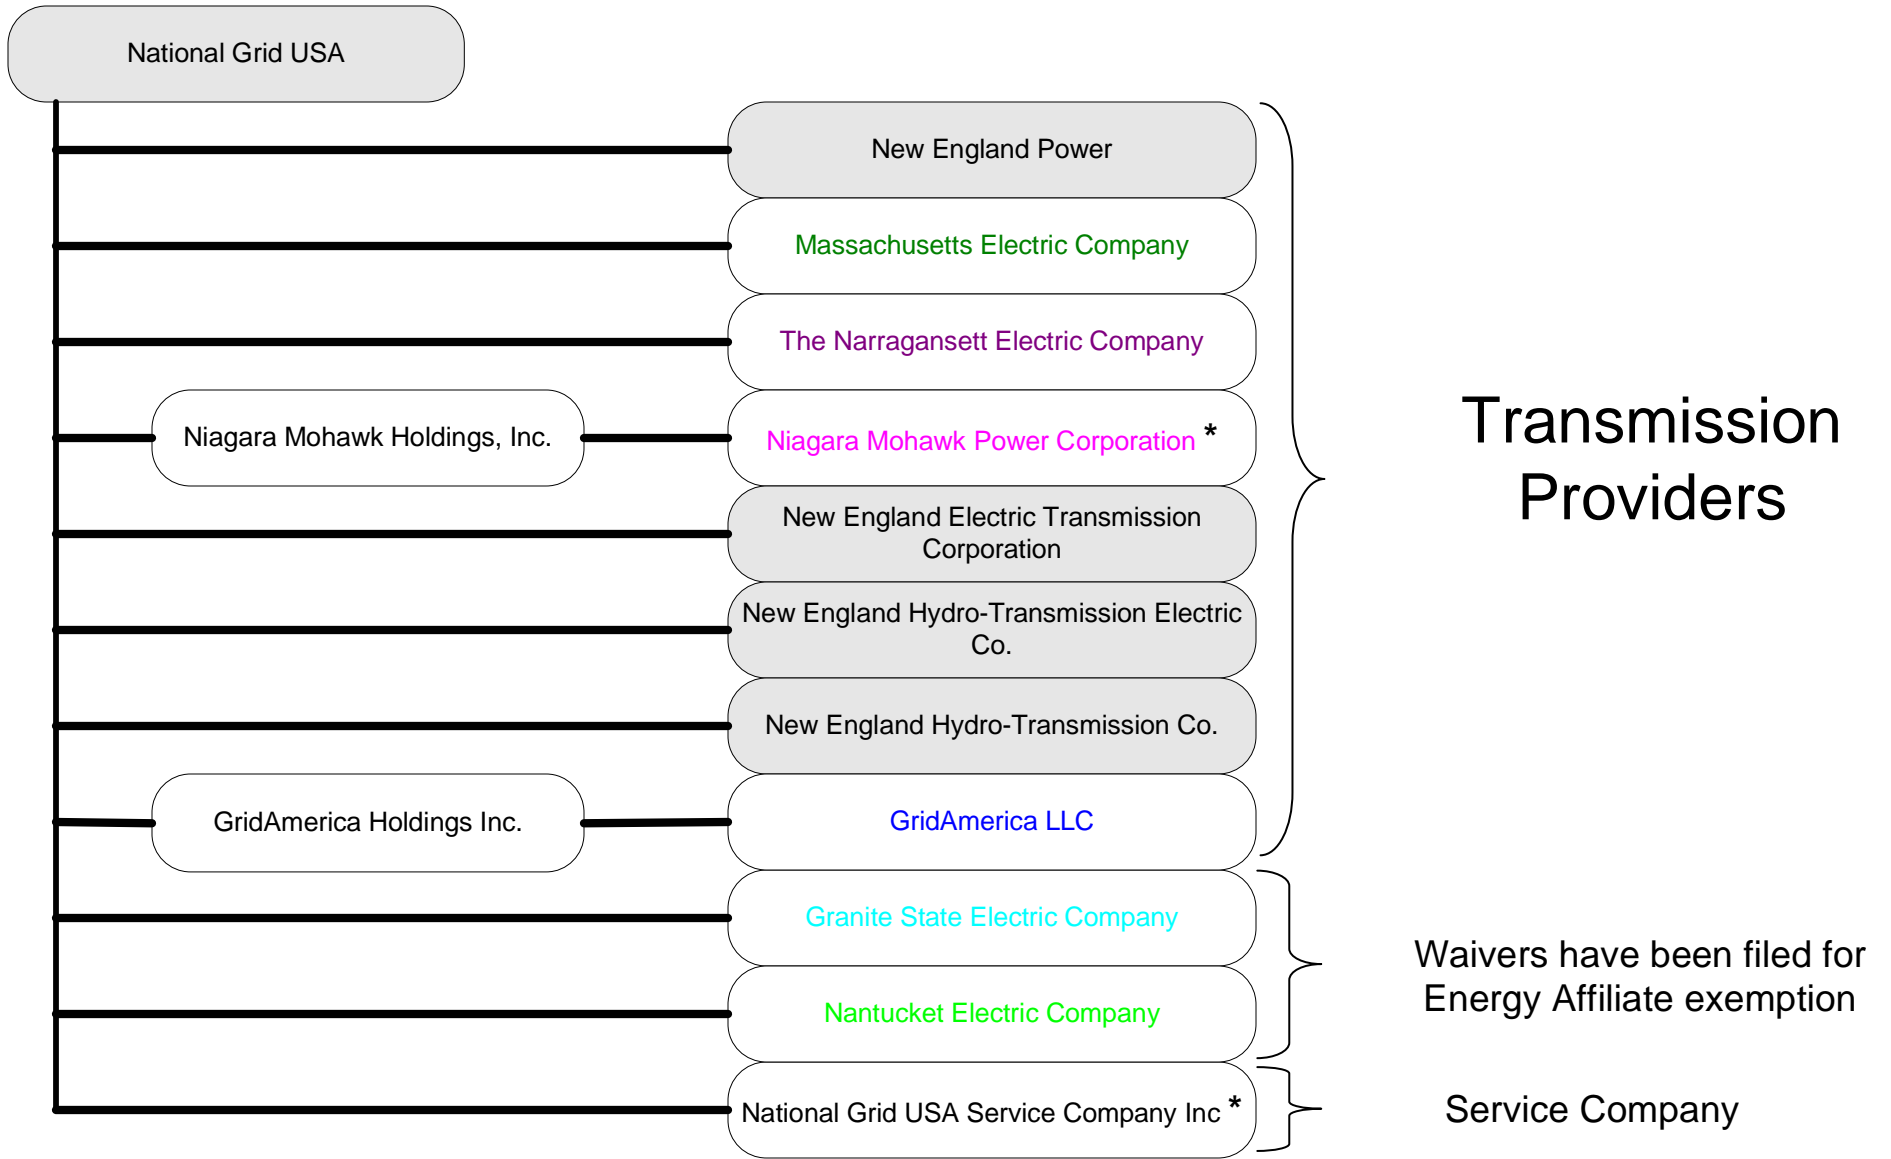 National Grid USA
New England Power
Massachusetts Electric Company
The Narragansett Electric Company
Niagara Mohawk Holdings, Inc.
Niagara Mohawk Power Corporation *
New England Electric Transmission
Corporation
New England Hydro-Transmission Electric
Co.
New England Hydro-Transmission Co.
GridAmerica Holdings Inc.
GridAmerica LLC
Transmission
Providers
Granite State Electric Company
Nantucket Electric Company
Waivers have been filed for
Energy Affiliate exemption
National Grid USA Service Company Inc *
Service Company